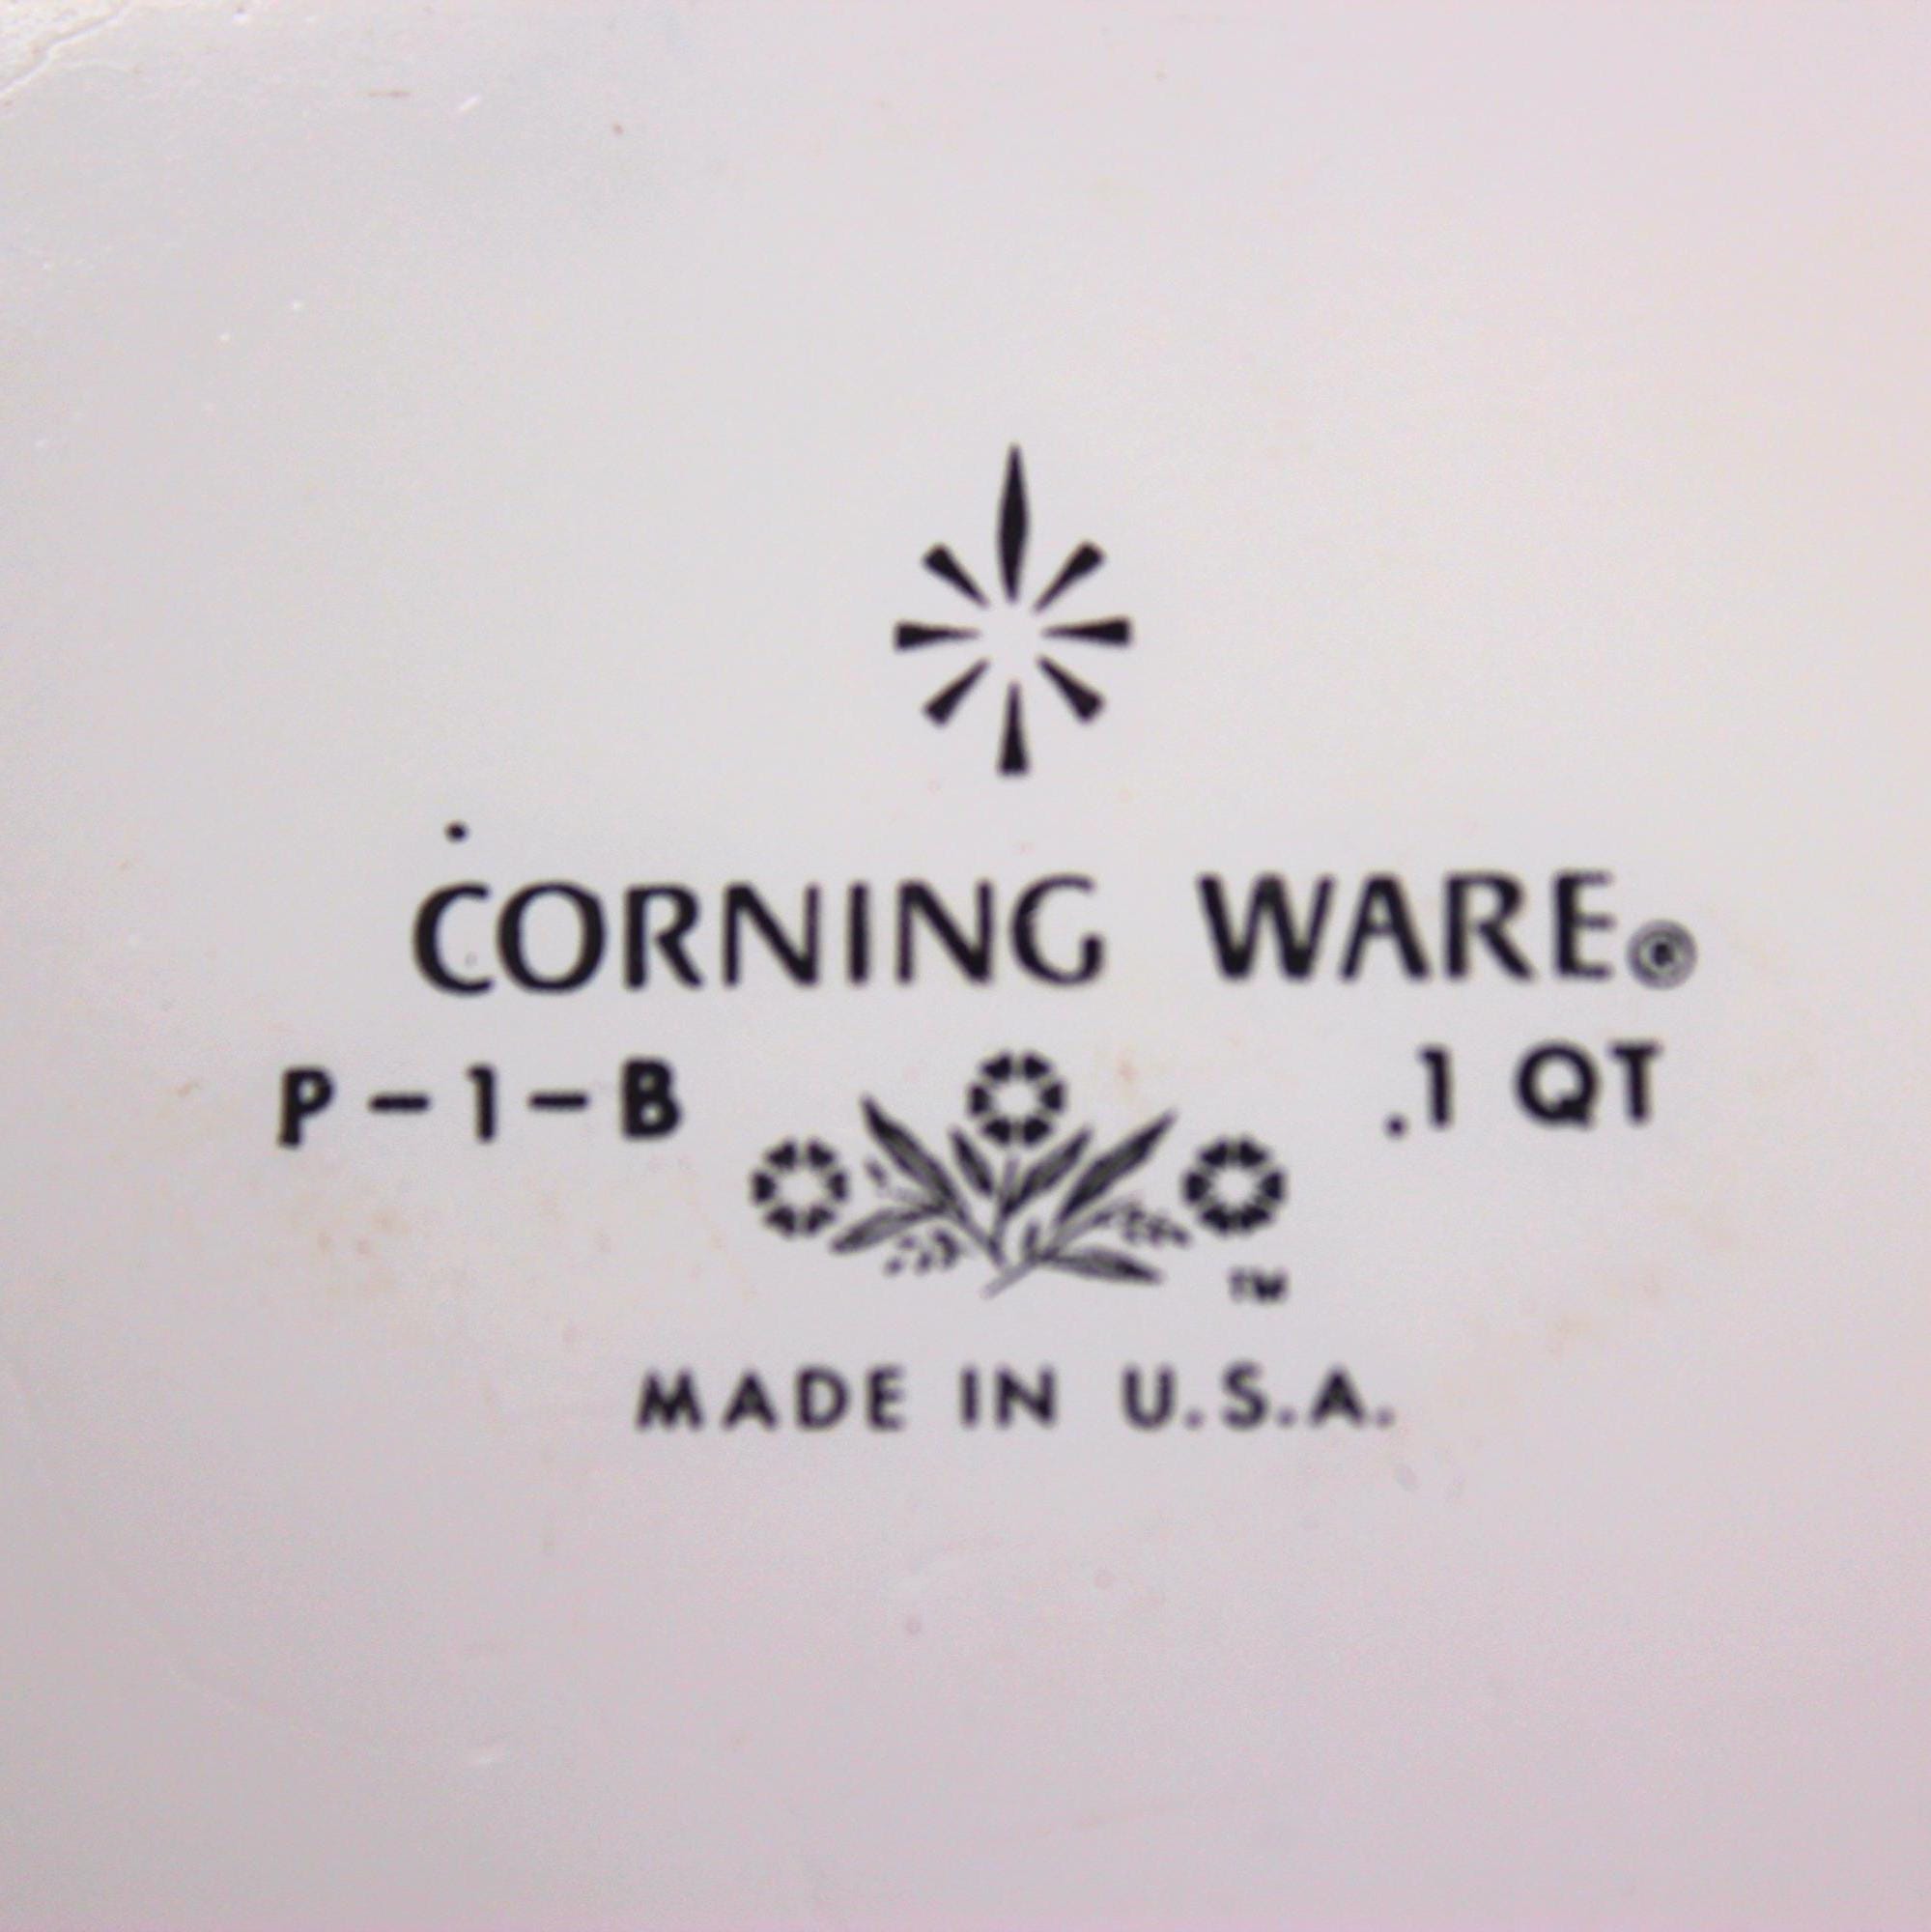 CORNING WARE®
P-1-B .1 QT
TM
MADE IN U.S.A.